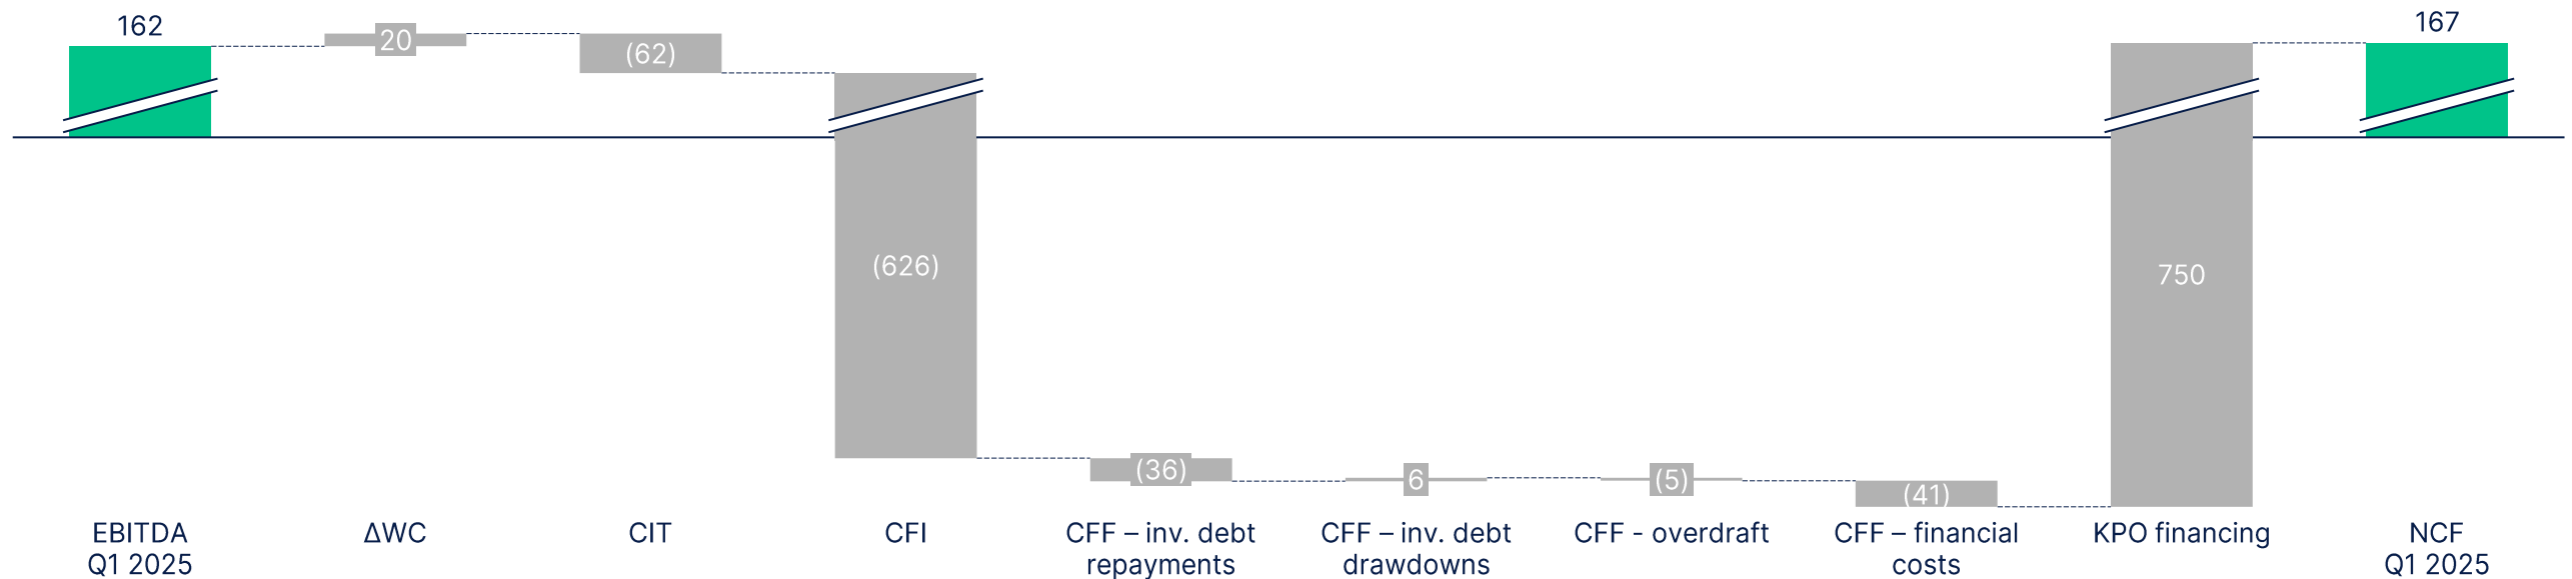 162
20
(62)
(626)
(36)
6
(5)
(41)
750
167
EBITDA
Q1 2025
ΔWC
CIT
CFI
CFF – inv. debt
repayments
CFF – inv. debt
drawdowns
CFF - overdraft
CFF – financial
costs
KPO financing
NCF
Q1 2025